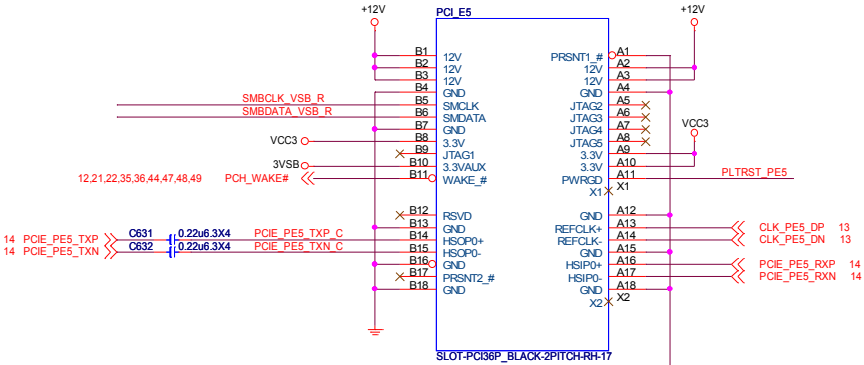 +12V PCI_E5 +12V
B1 12V PRSNT1_# A1
B2 12V 12V A2
B3 12V 12V A3
B4 GND GND A4
SMBCLK_VSB_R B5 SMCLK JTAG2 A5
SMBDATA_VSB_R B6 SMDATA JTAG3 A6
B7 GND JTAG4 A7 VCC3
VCC3 B8 3.3V JTAG5 A8
B9 JTAG1 3.3V A9
3VSB B10 3.3VAUX 3.3V A10
12,21,22,35,36,44,47,48,49 PCH_WAKE# B11 WAKE_# PWRGD A11 PLTRST_PE5
X1 X1
B12 RSVD GND A12
B13 GND REFCLK+ A13 CLK_PE5_DP 13
14 PCIE_PE5_TXP C631 0.22u6.3X4 PCIE_PE5_TXP_C B14 HSOP0+ REFCLK- A14 CLK_PE5_DN 13
14 PCIE_PE5_TXN C632 0.22u6.3X4 PCIE_PE5_TXN_C B15 HSOP0- GND A15
B16 GND HSIP0+ A16 PCIE_PE5_RXP 14
B17 PRSNT2_# HSIP0- A17 PCIE_PE5_RXN 14
B18 GND GND A18
X2 X2
SLOT-PCI36P_BLACK-2PITCH-RH-17